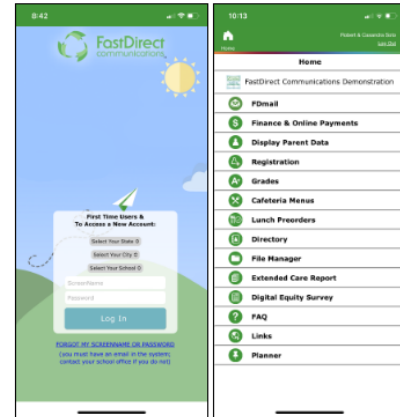 8:42
FastDirect
communications
First Time Users &
To Access a New Account:
Select Your State
Select Your City
Select Your School
ScreenName
Password
Log In
FORGOT MY SCREENNAME OR PASSWORD
(you must have an email in the system;
contact your school office if you do not)
10:13
Home
Log Out
Home
FastDirect Communications Demonstration
FDmail
Finance & Online Payments
Display Parent Data
Registration
Grades
Cafeteria Menus
Lunch Preorders
Directory
File Manager
Extended Care Report
Digital Equity Survey
FAQ
Links
Planner